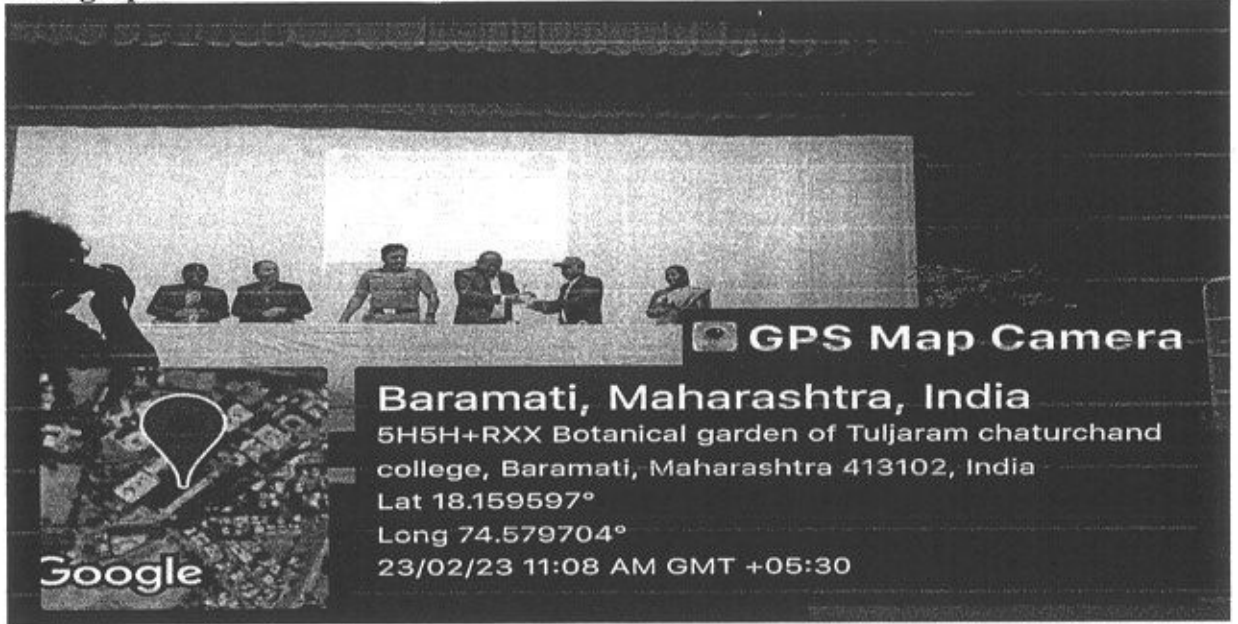 GPS Map Camera
Baramati, Maharashtra, India
5H5H+RXX Botanical garden of Tuljaram chaturchand
college, Baramati, Maharashtra 413102, India
Lat 18.159597°
Long 74.579704°
23/02/23 11:08 AM GMT +05:30
Google